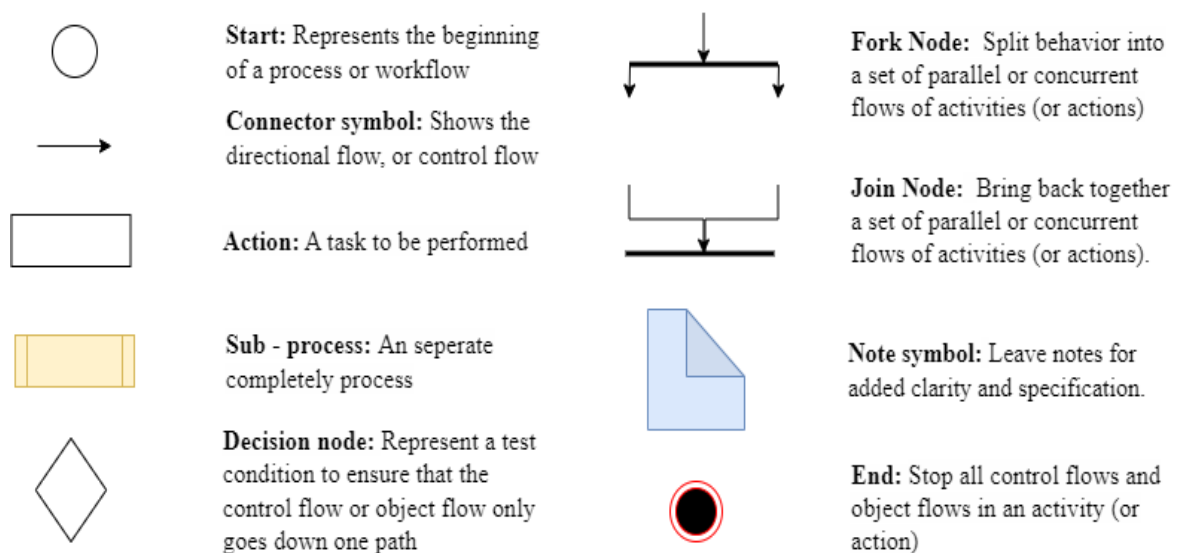 Start: Represents the beginning
of a process or workflow
Connector symbol: Shows the
directional flow, or control flow
Action: A task to be performed
Sub - process: An seperate
completely process
Decision node: Represent a test
condition to ensure that the
control flow or object flow only
goes down one path
Fork Node: Split behavior into
a set of parallel or concurrent
flows of activities (or actions)
Join Node: Bring back together
a set of parallel or concurrent
flows of activities (or actions).
Note symbol: Leave notes for
added clarity and specification.
End: Stop all control flows and
object flows in an activity (or
action)